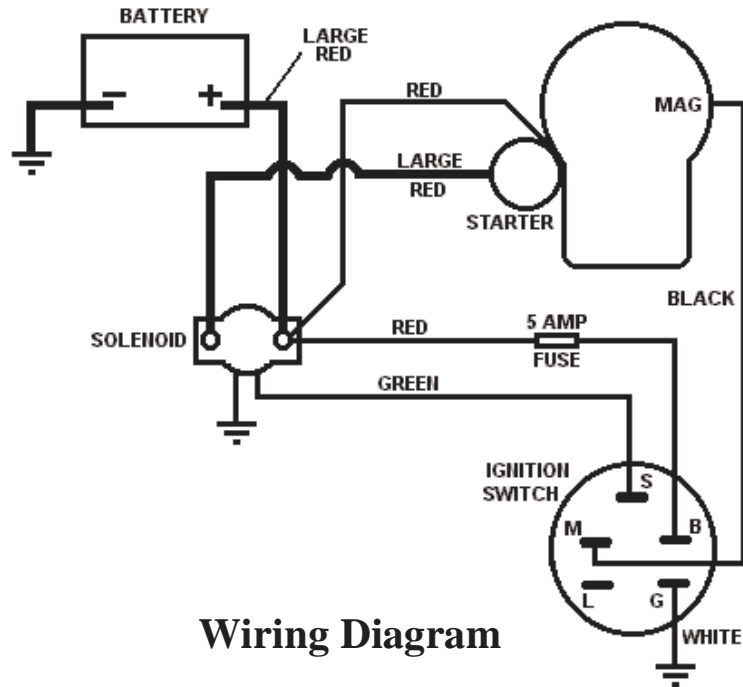 BATTERY
LARGE
RED
RED
MAG
LARGE
RED
STARTER
BLACK
SOLENOID
RED
5 AMP
FUSE
GREEN
IGNITION
SWITCH
S
M
B
L
G
WHITE
Wiring Diagram